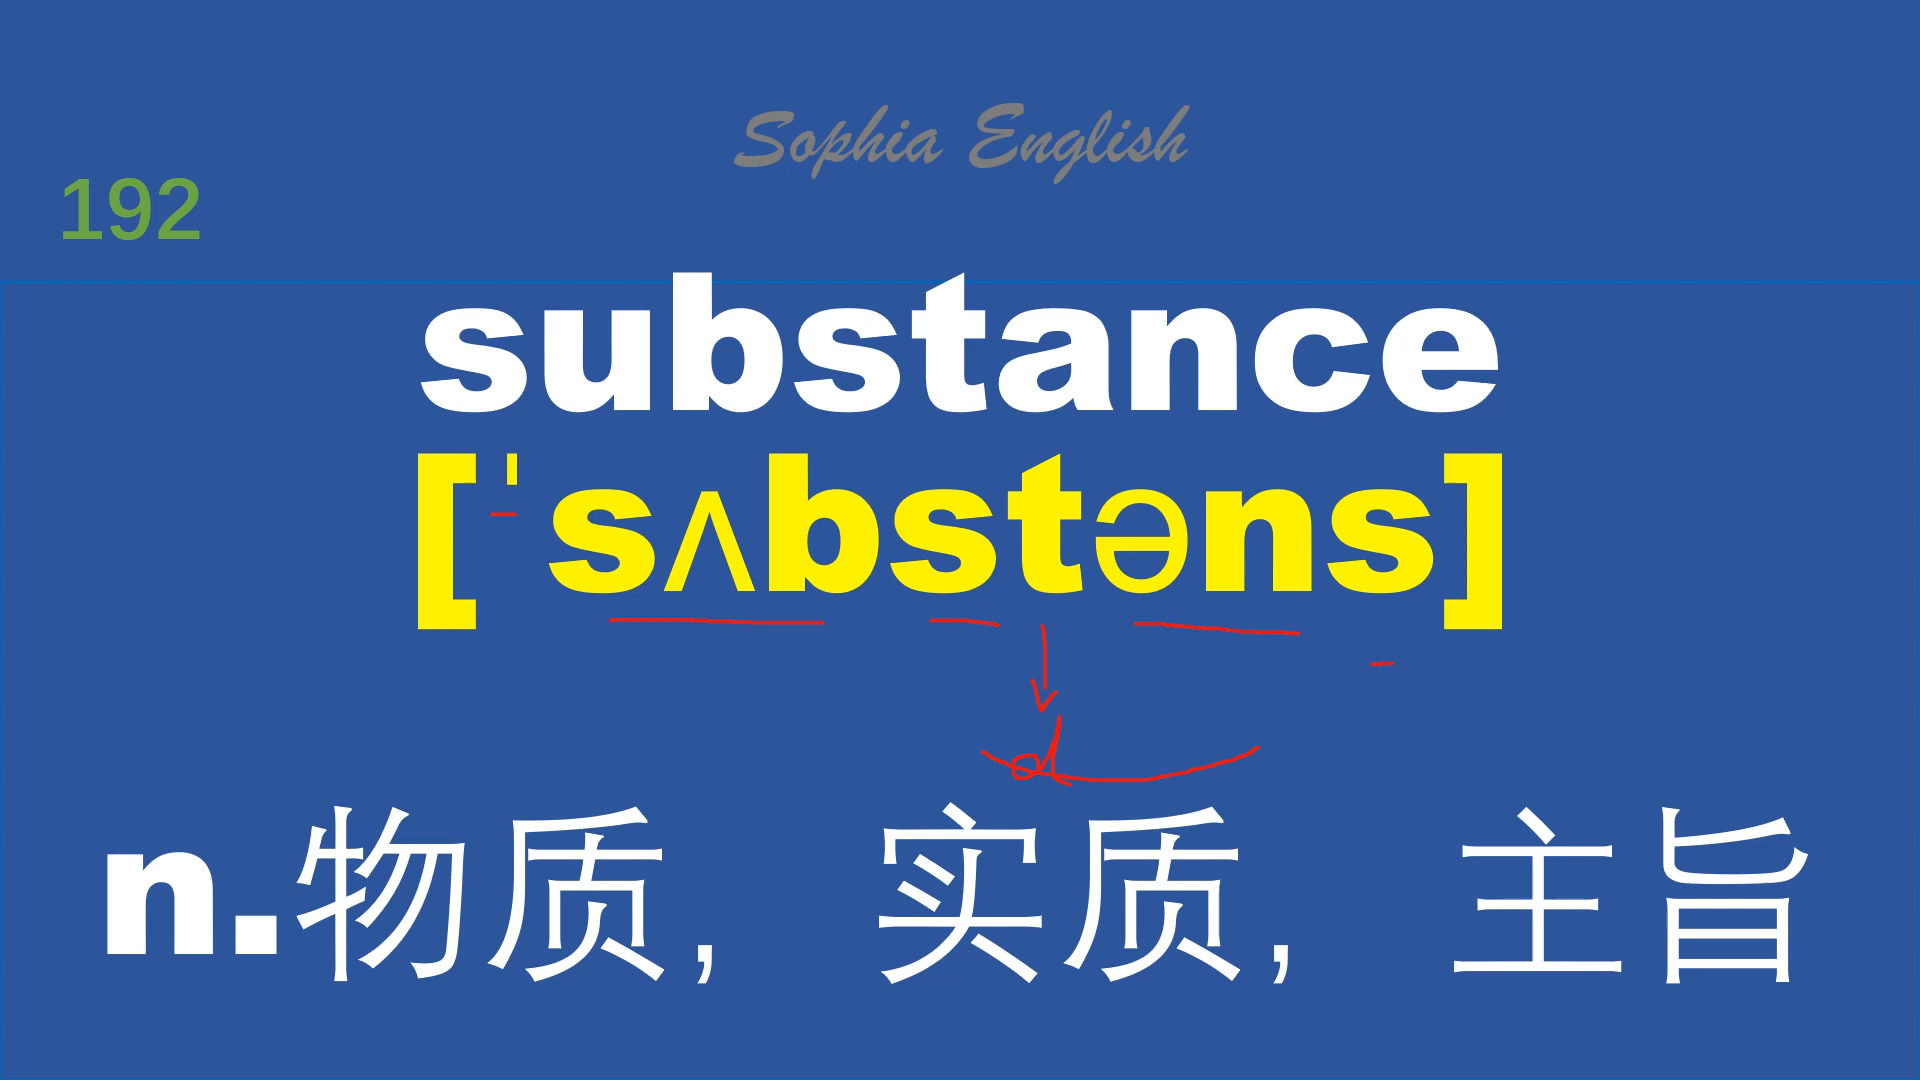 Sophia English
192
substance
[ˈsʌbstəns]
d
n.物质, 实质, 主旨